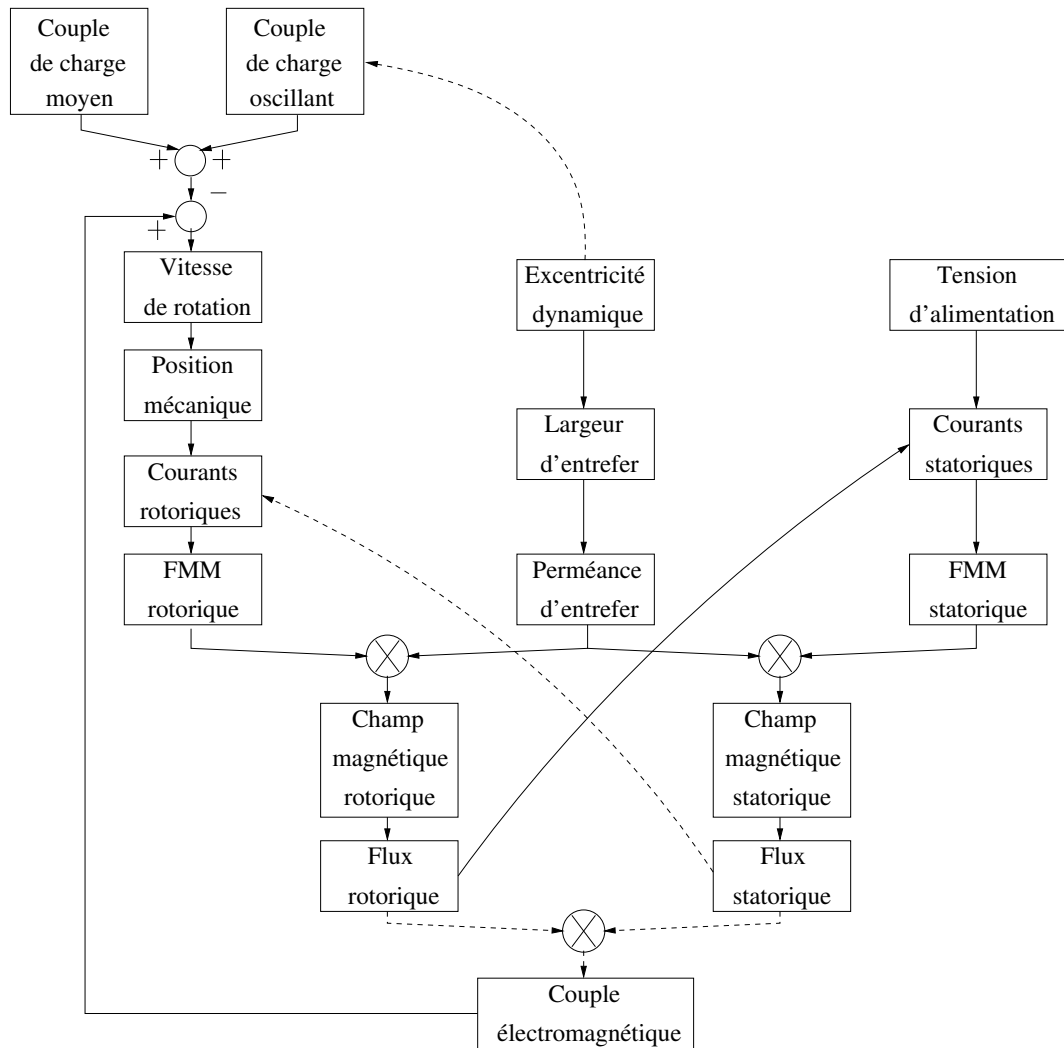 Couple
de charge
moyen
Couple
de charge
oscillant
+
+
−
+
Vitesse
de rotation
Excentricité
dynamique
Tension
d'alimentation
Position
mécanique
Largeur
d'entrefer
Courants
statoriques
Courants
rotoriques
FMM
rotorique
Perméance
d'entrefer
FMM
statorique
Champ
magnétique
rotorique
Champ
magnétique
statorique
Flux
rotorique
Flux
statorique
Couple
électromagnétique